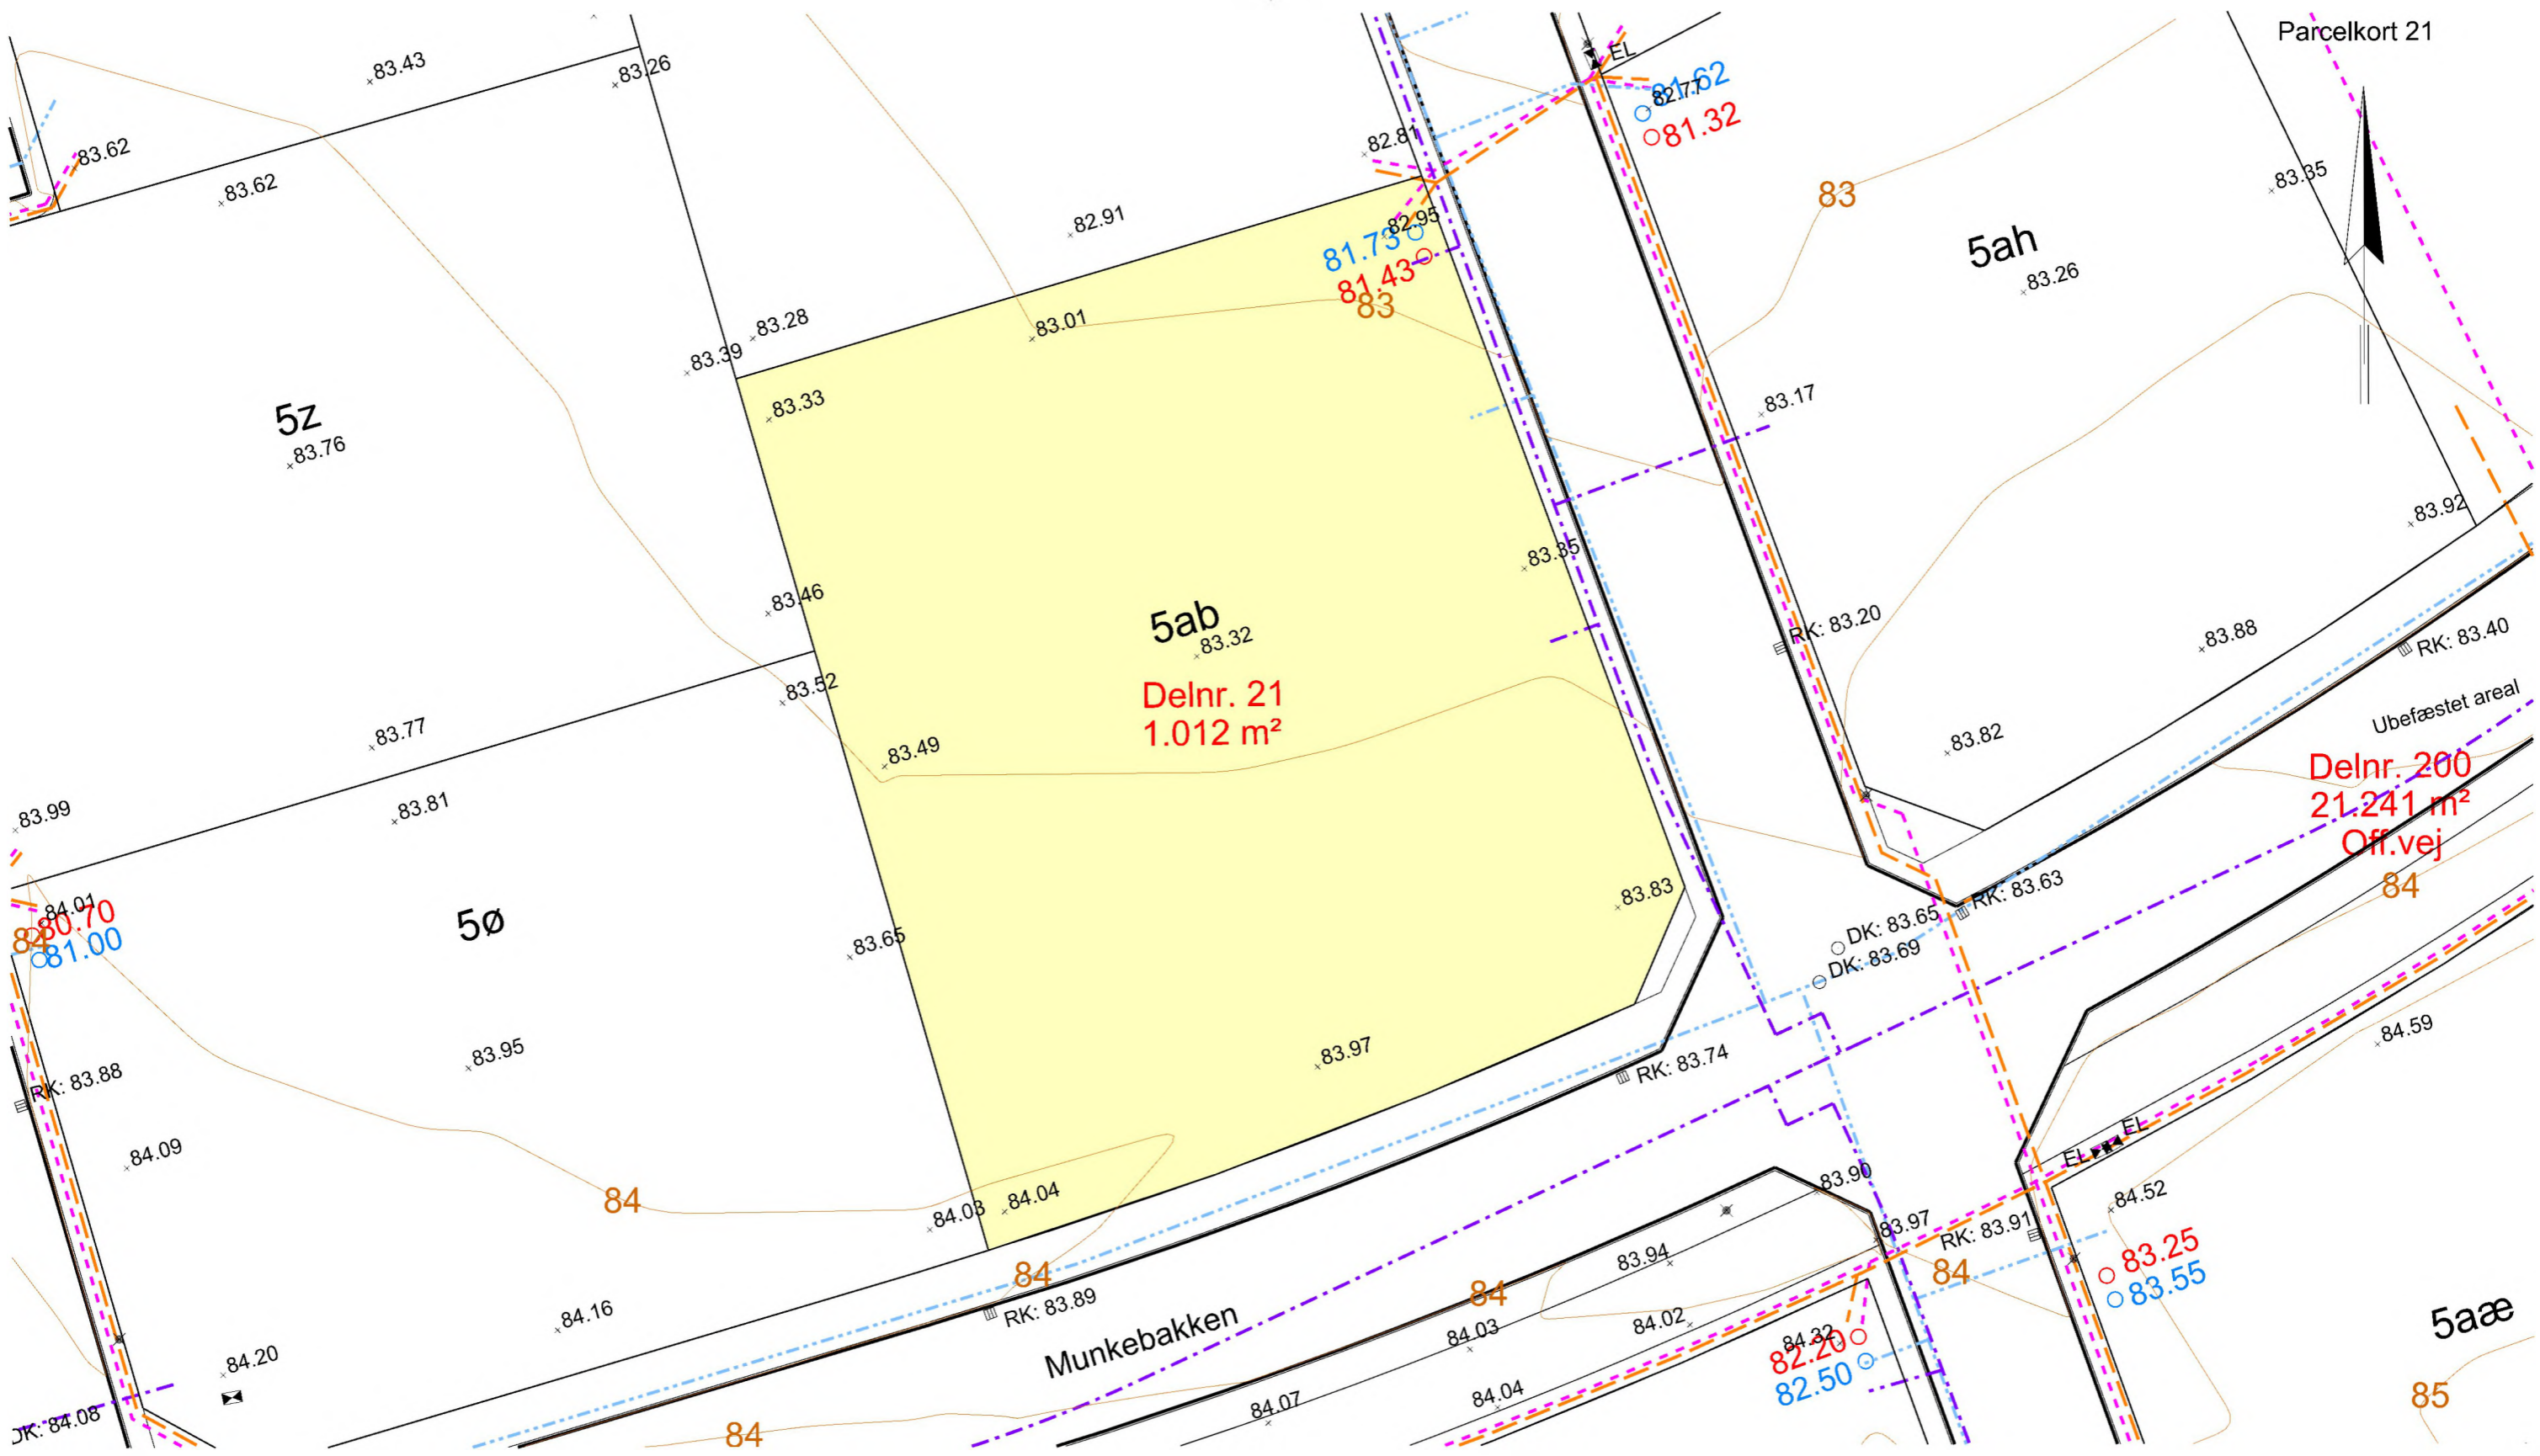 Parcelkort 21
EL
83.43
83.26
81.62
82.77
81.32
83.62
82.81
83.62
83.35
83
82.91
82.95
81.73
5ah
83.26
81.43
83
83.28
83.01
83.39
83.33
83.17
5z
83.76
83.92
83.35
83.46
5ab
83.32
RK: 83.20
83.88
RK: 83.40
83.52
Delnr. 21
1.012 m²
Ubefæstet areal
83.77
83.49
83.82
Delnr. 200
21.241 m²
Off.vej
83.99
83.81
84.01
80.70
84
81.00
5ø
83.65
83.83
RK: 83.63
84
DK: 83.65
DK: 83.69
83.97
83.95
RK: 83.74
84.59
RK: 83.88
84.09
EL
EL
84
84.03
84.04
83.90
84.52
83.97
RK: 83.91
83.94
84
84
84
83.25
83.55
RK: 83.89
Munkebakken
84.16
84.03
84.02
84.32
82.20
82.50
5aæ
84.20
84.04
84.07
85
DK: 84.08
84